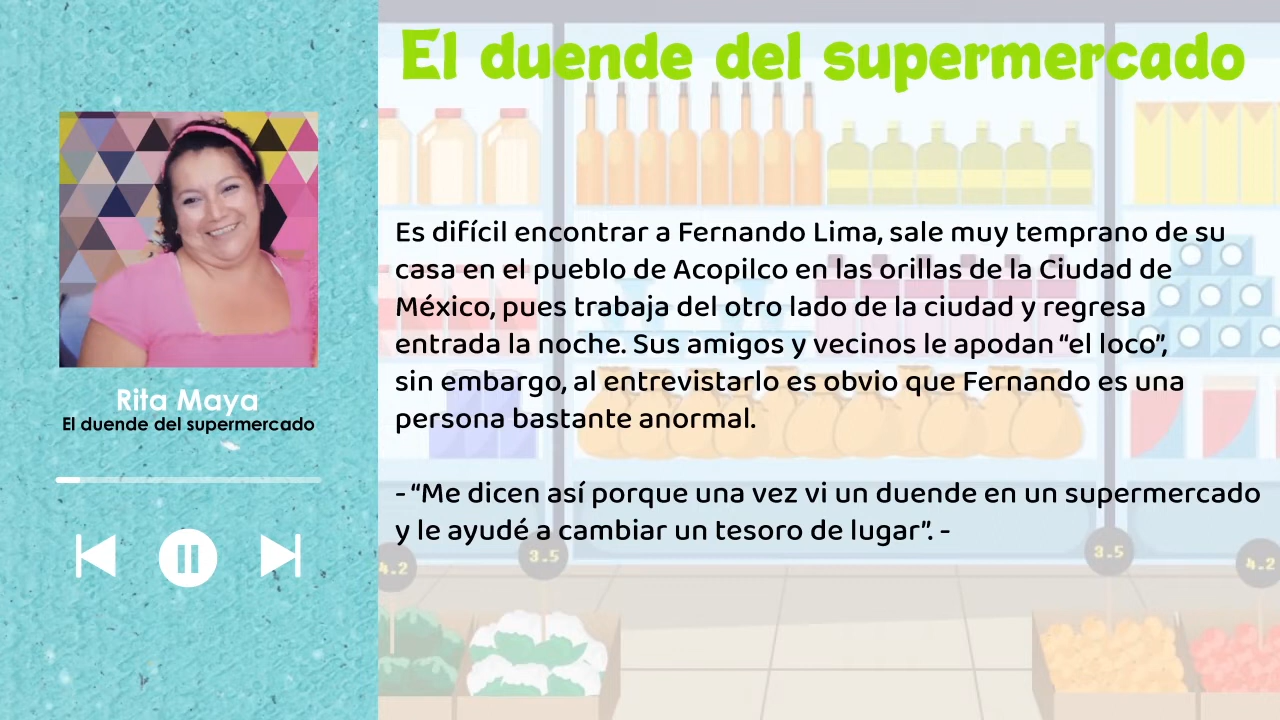 El duende del supermercado
Rita Maya
El duende del supermercado
Es difícil encontrar a Fernando Lima, sale muy temprano de su
casa en el pueblo de Acopilco en las orillas de la Ciudad de
México, pues trabaja del otro lado de la ciudad y regresa
entrada la noche. Sus amigos y vecinos le apodan “el loco”,
sin embargo, al entrevistarlo es obvio que Fernando es una
persona bastante anormal.
- “Me dicen así porque una vez vi un duende en un supermercado
y le ayudé a cambiar un tesoro de lugar”. -
4.2
3.5
3.5
4.2